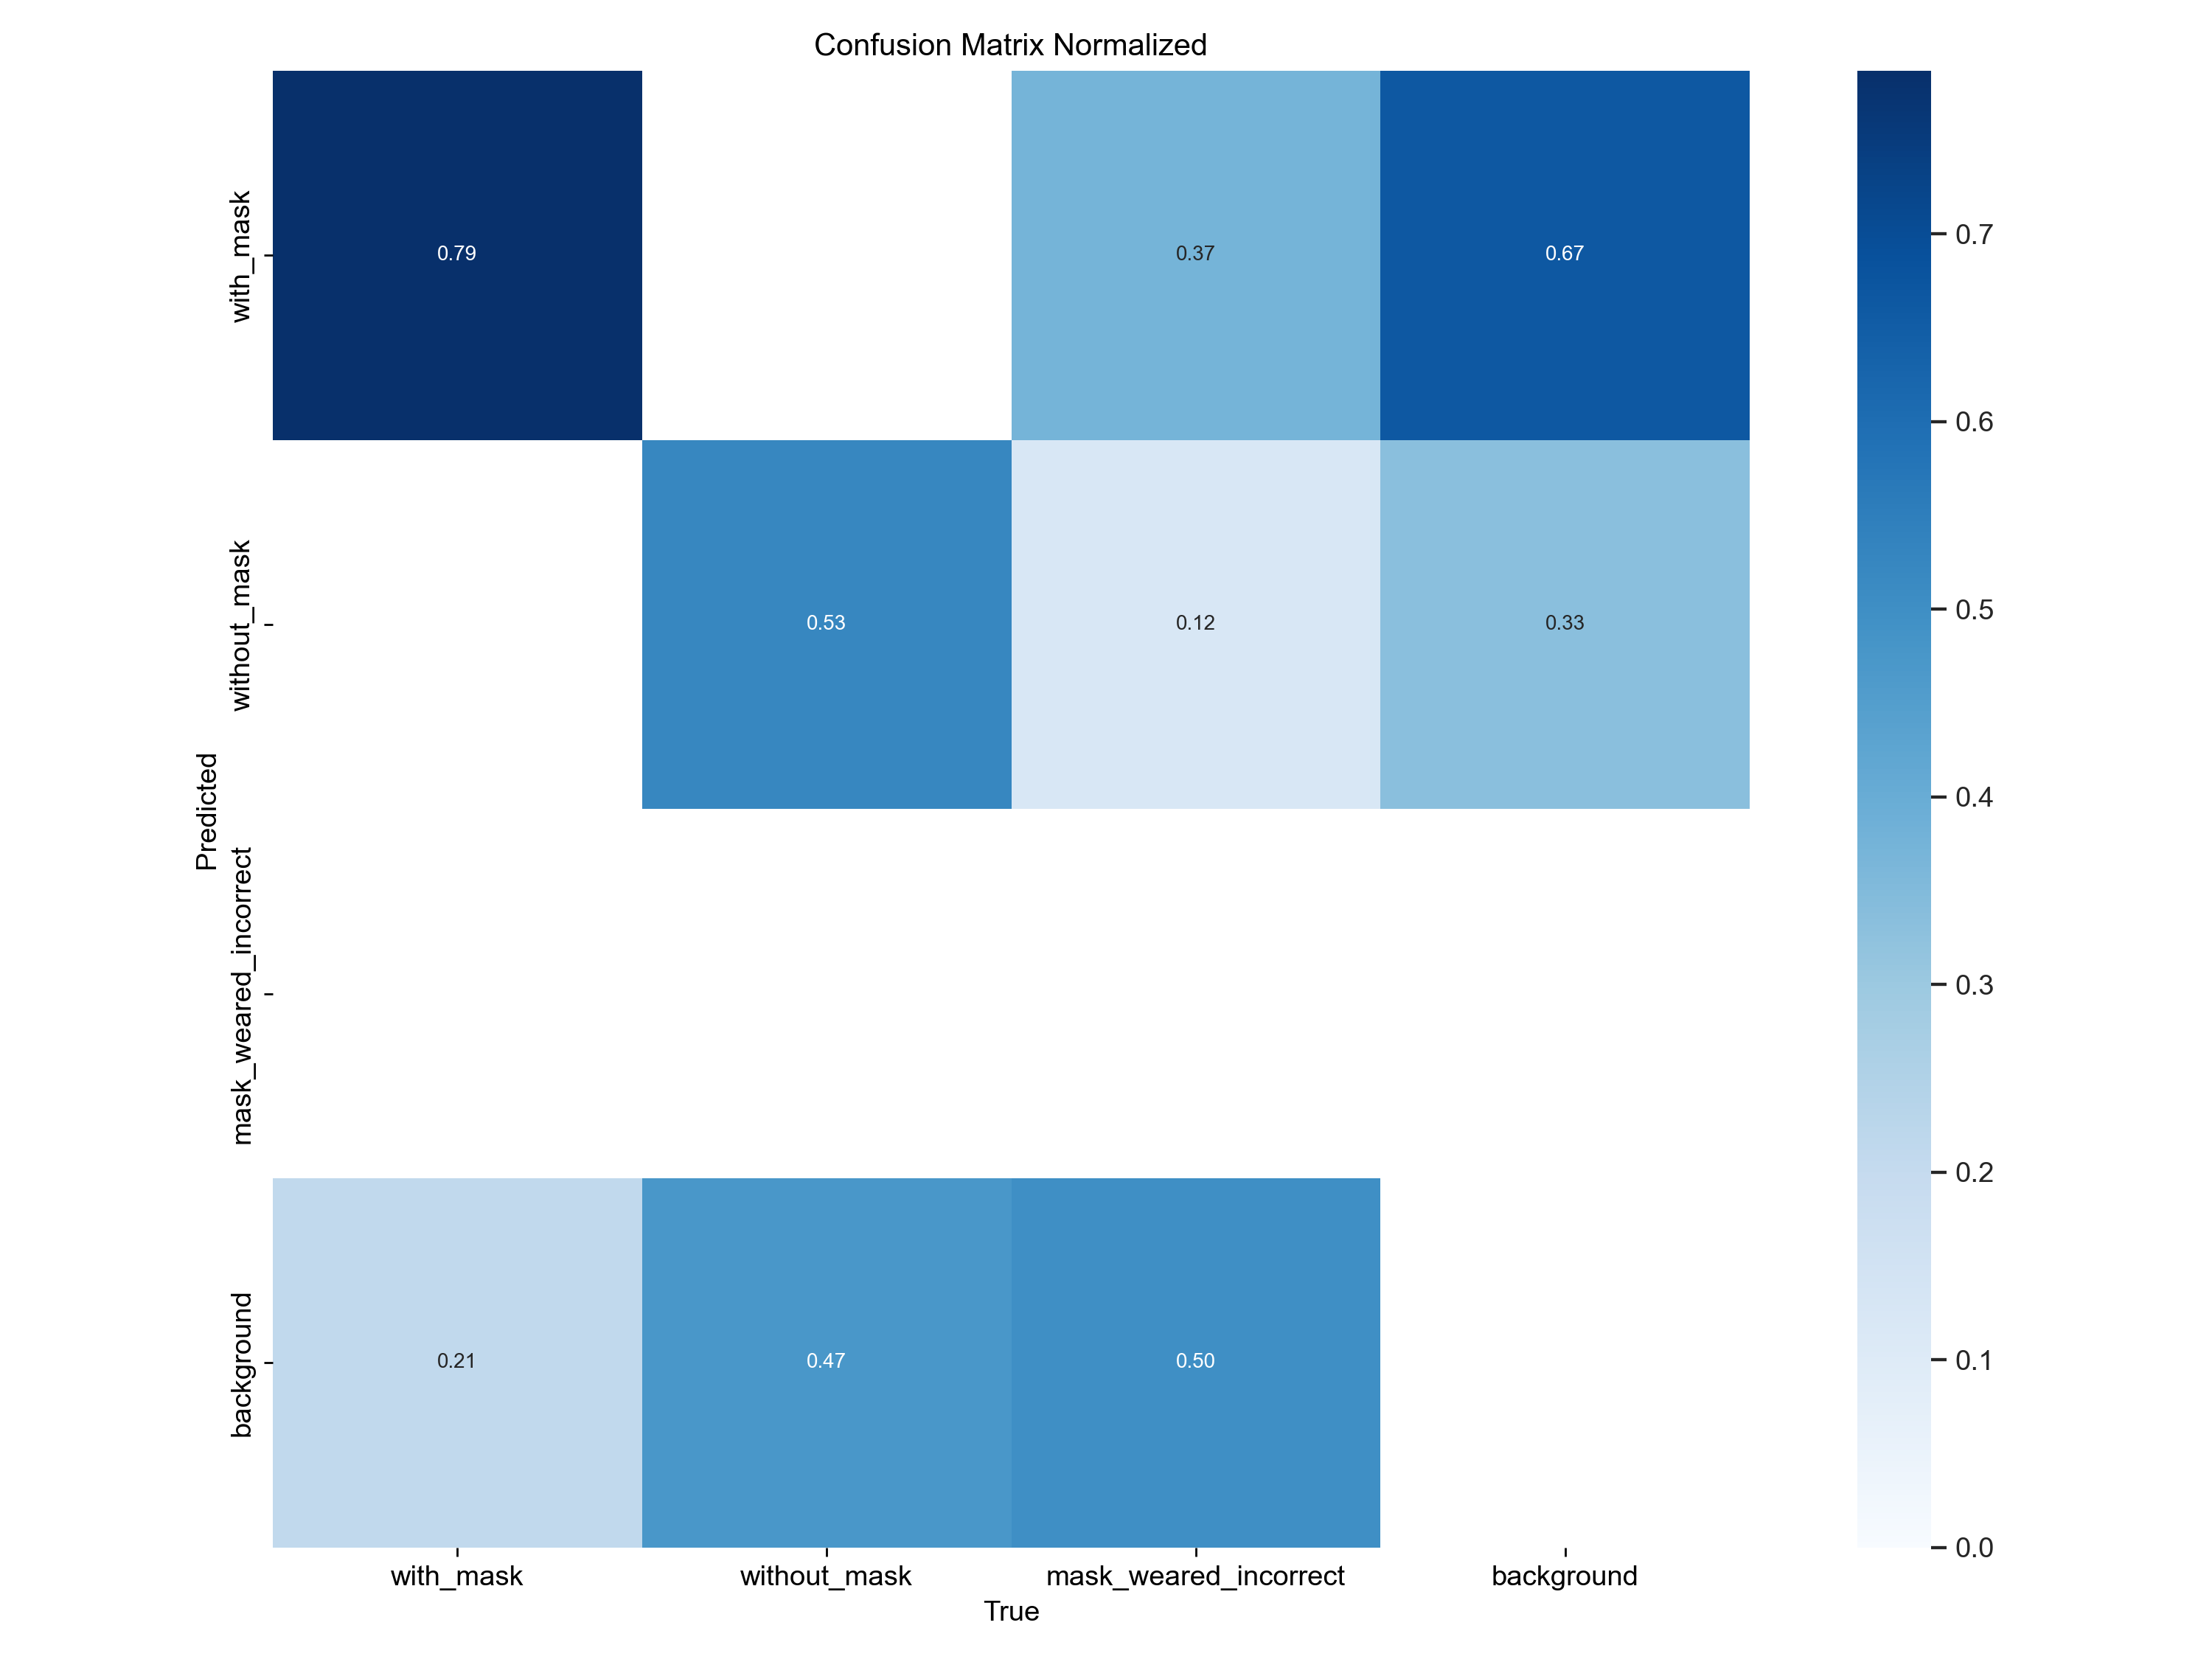 Confusion Matrix Normalized
with_mask
0.79
0.37
0.67
0.7
0.6
without_mask
0.53
0.12
0.33
0.5
0.4
Predicted
mask_weared_incorrect
0.3
0.2
background
0.21
0.47
0.50
0.1
0.0
with_mask
without_mask
mask_weared_incorrect
background
True